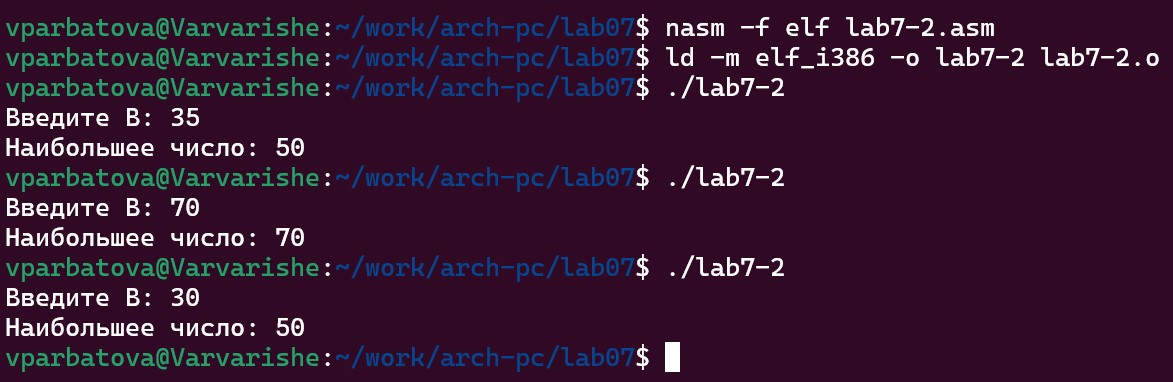 vparbatova@Varvarishe:~/work/arch-pc/lab07$ nasm -f elf lab7-2.asm
vparbatova@Varvarishe:~/work/arch-pc/lab07$ ld -m elf_i386 -o lab7-2 lab7-2.o
vparbatova@Varvarishe:~/work/arch-pc/lab07$ ./lab7-2
Введите В: 35
Наибольшее число: 50
vparbatova@Varvarishe:~/work/arch-pc/lab07$ ./lab7-2
Введите В: 70
Наибольшее число: 70
vparbatova@Varvarishe:~/work/arch-pc/lab07$ ./lab7-2
Введите В: 30
Наибольшее число: 50
vparbatova@Varvarishe:~/work/arch-pc/lab07$